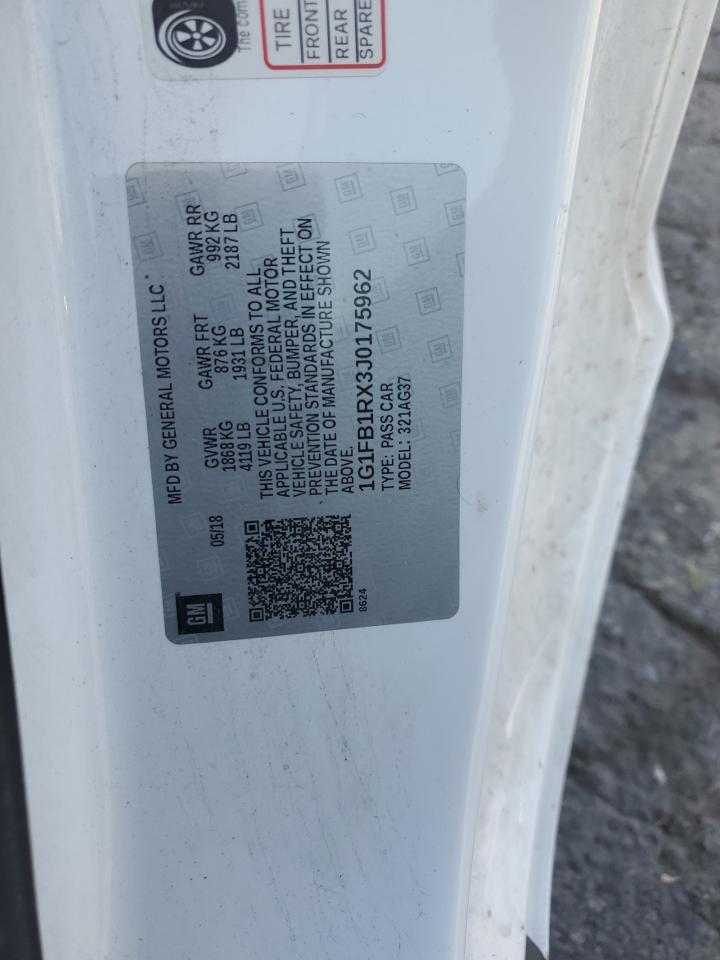 The com
TIRE
FRONT
REAR
SPARE
MFD BY GENERAL MOTORS LLC
GM
05/18
GVWR GAWR FRT GAWR RR
1868 KG 876 KG 992 KG
4119 LB 1931 LB 2187 LB
THIS VEHICLE CONFORMS TO ALL
APPLICABLE U.S. FEDERAL MOTOR
VEHICLE SAFETY, BUMPER, AND THEFT
PREVENTION STANDARDS IN EFFECT ON
THE DATE OF MANUFACTURE SHOWN
ABOVE.
1G1FB1RX3J0175962
TYPE: PASS CAR
MODEL: 321AG37
8624